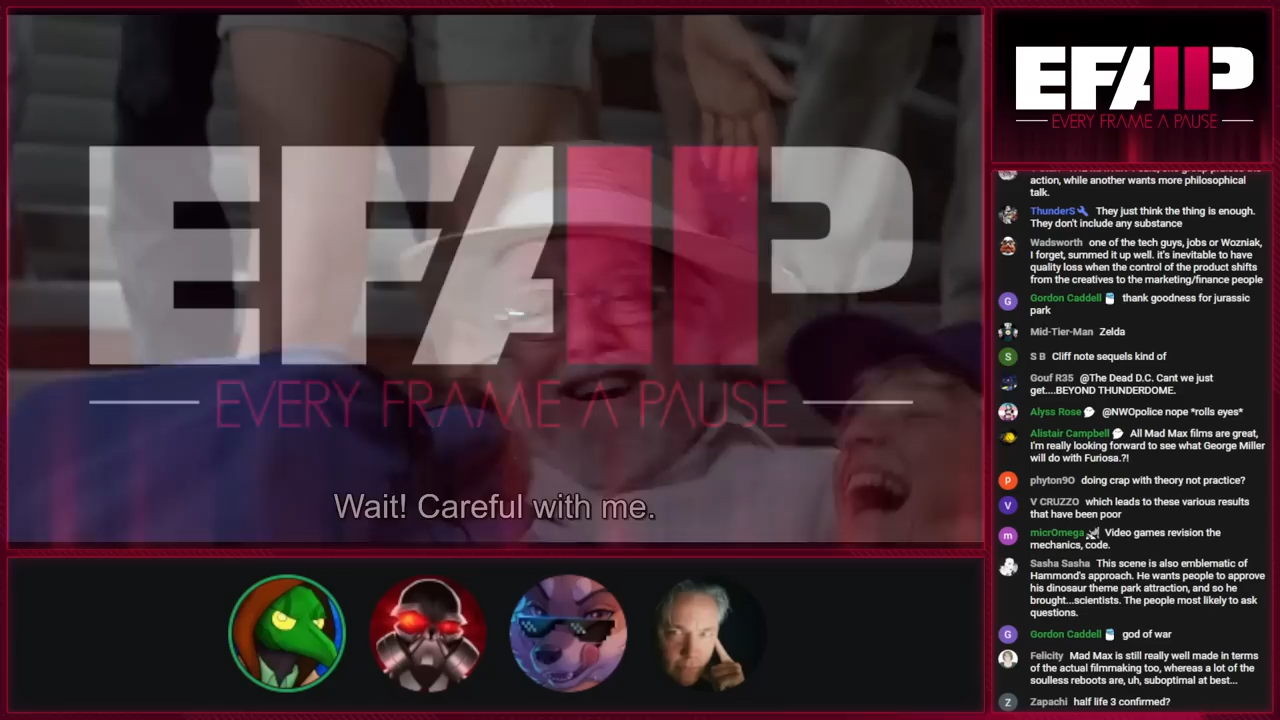 EFAP
EVERY FRAME A PAUSE
Wait! Careful with me.
EFAP
EVERY FRAME A PAUSE
action, while another wants more philosophical
talk.
ThunderS They just think the thing is enough.
They don't include any substance
Wadsworth one of the tech guys, jobs or Wozniak,
I forget, summed it up well. it's inevitable to have
quality loss when the control of the product shifts
from the creatives to the marketing/finance people
G
Gordon Caddell thank goodness for jurassic
park
Mid-Tier-Man Zelda
S
S B Cliff note sequels kind of
Gouf R35 @The Dead D.C. Cant we just
get....BEYOND THUNDERDOME.
Alyss Rose @NWOpolice nope *rolls eyes*
Alistair Campbell All Mad Max films are great,
I'm really looking forward to see what George Miller
will do with Furiosa.?!
P
phyton90 doing crap with theory not practice?
V
V CRUZZO which leads to these various results
that have been poor
m
micrOmega Video games revision the
mechanics, code.
Sasha Sasha This scene is also emblematic of
Hammond's approach. He wants people to approve
his dinosaur theme park attraction, and so he
brought...scientists. The people most likely to ask
questions.
G
Gordon Caddell god of war
Felicity Mad Max is still really well made in terms
of the actual filmmaking too, whereas a lot of the
soulless reboots are, uh, suboptimal at best...
Z
Zapachi half life 3 confirmed?